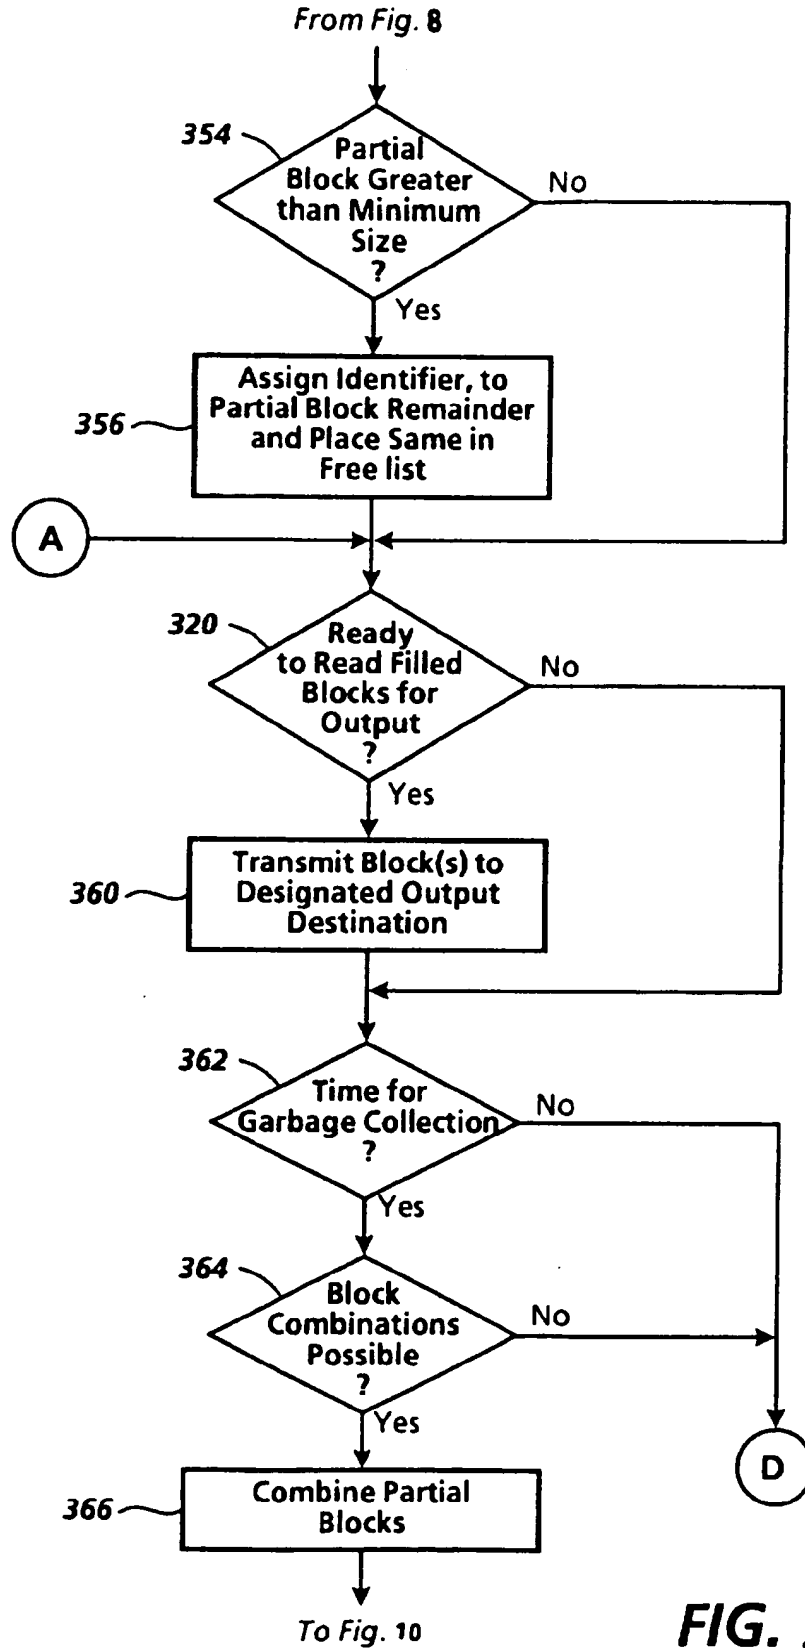 From Fig. 8
354
Partial
Block Greater
than Minimum
Size
?
No
Yes
Assign Identifier, to
Partial Block Remainder
and Place Same in
Free list
356
A
320
Ready
to Read Filled
Blocks for
Output
?
No
Yes
Transmit Block(s) to
Designated Output
Destination
360
362
Time for
Garbage Collection
?
No
Yes
364
Block
Combinations
Possible
?
No
Yes
D
Combine Partial
Blocks
366
To Fig. 10
FIG.